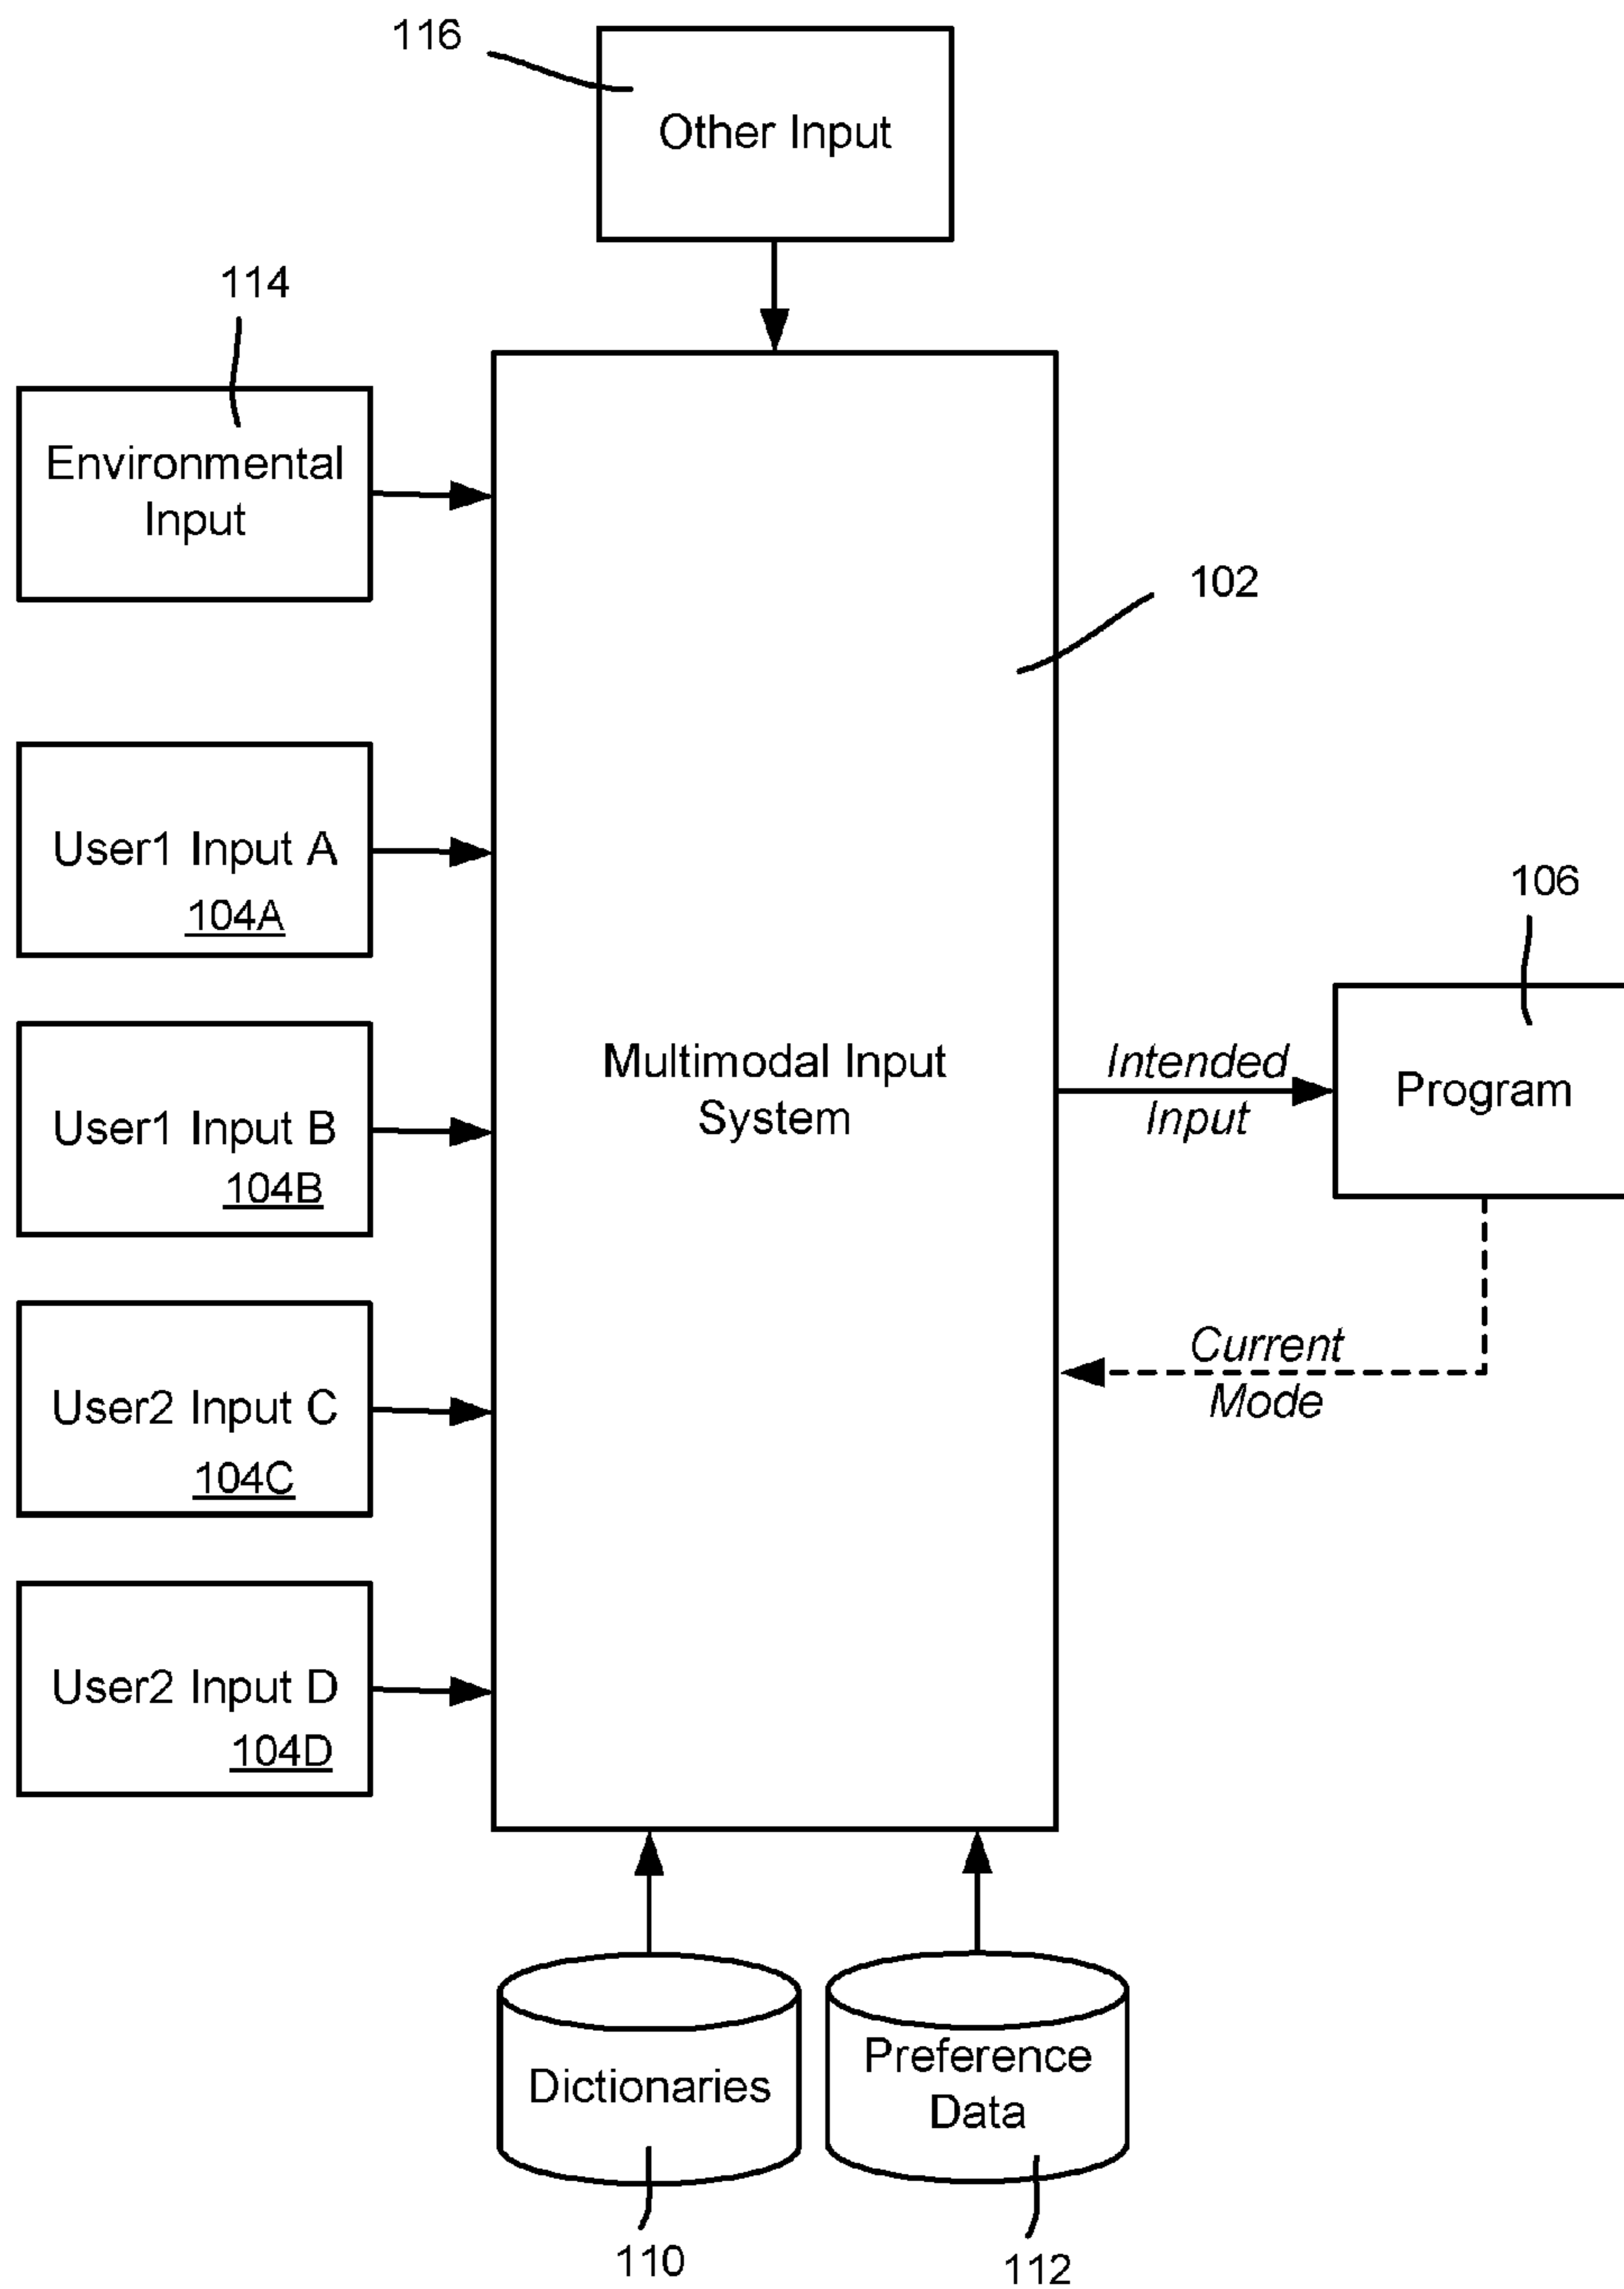 116
Other Input
114
Environmental
Input
102
User1 Input A
104A
106
Multimodal Input
System
Intended
Input
Program
User1 Input B
104B
Current
Mode
User2 Input C
104C
User2 Input D
104D
Dictionaries
Preference
Data
110
112